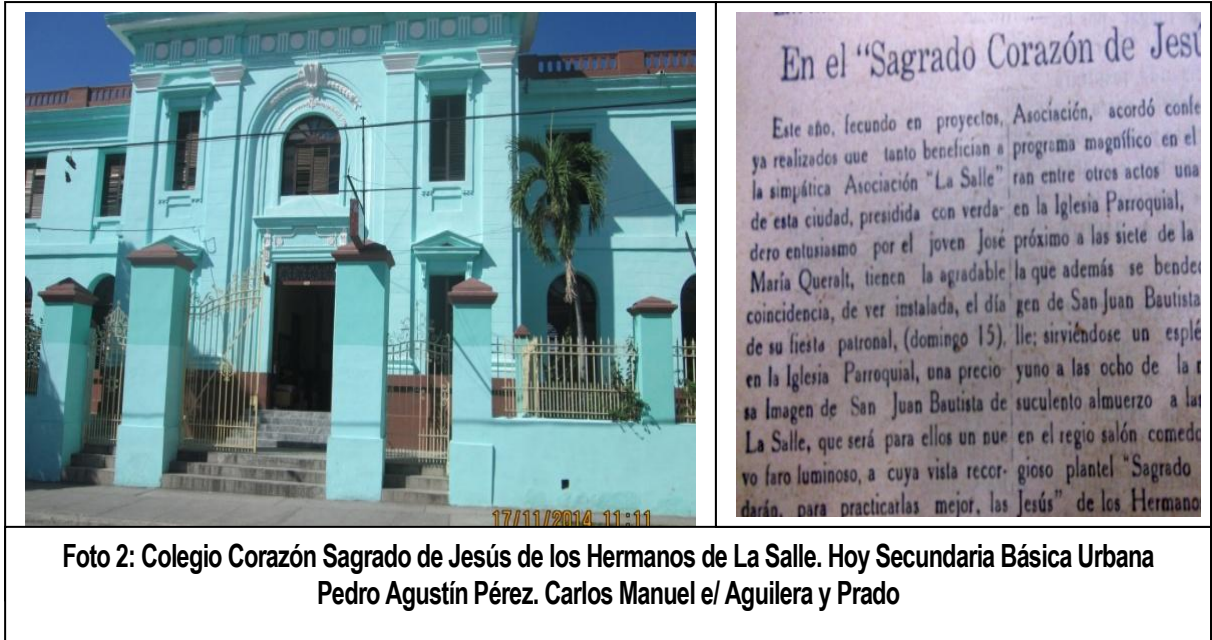 17/11/2014 11:11
En el “Sagrado Corazón de Jesú
Este año, fecundo en proyectos,
ya realizados que tanto benefician a
la simpática Asociación “La Salle”
de esta ciudad, presidida con verda-
dero entusiasmo por el joven José
María Queralt, tienen la agradable
coincidencia, de ver instalada, el día
de su fiesta patronal, (domingo 15),
en la Iglesia Parroquial, una precio-
sa Imagen de San Juan Bautista de
La Salle, que será para ellos un nue
vo faro luminoso, a cuya vista recor-
darán, para practicarlas mejor, las
Asociación, acordó confe
programa magnífico en el
ran entre otros actos una
en la Iglesia Parroquial,
próximo a las siete de la
la que además se bendec
gen de San Juan Bautista
lle; sirviéndose un esplé
yuno a las ocho de la
suculento almuerzo a las
en el regio salón comedo
gioso plantel “Sagrado
Jesús” de los Hermano
Foto 2: Colegio Corazón Sagrado de Jesús de los Hermanos de La Salle. Hoy Secundaria Básica Urbana
Pedro Agustín Pérez. Carlos Manuel e/ Aguilera y Prado